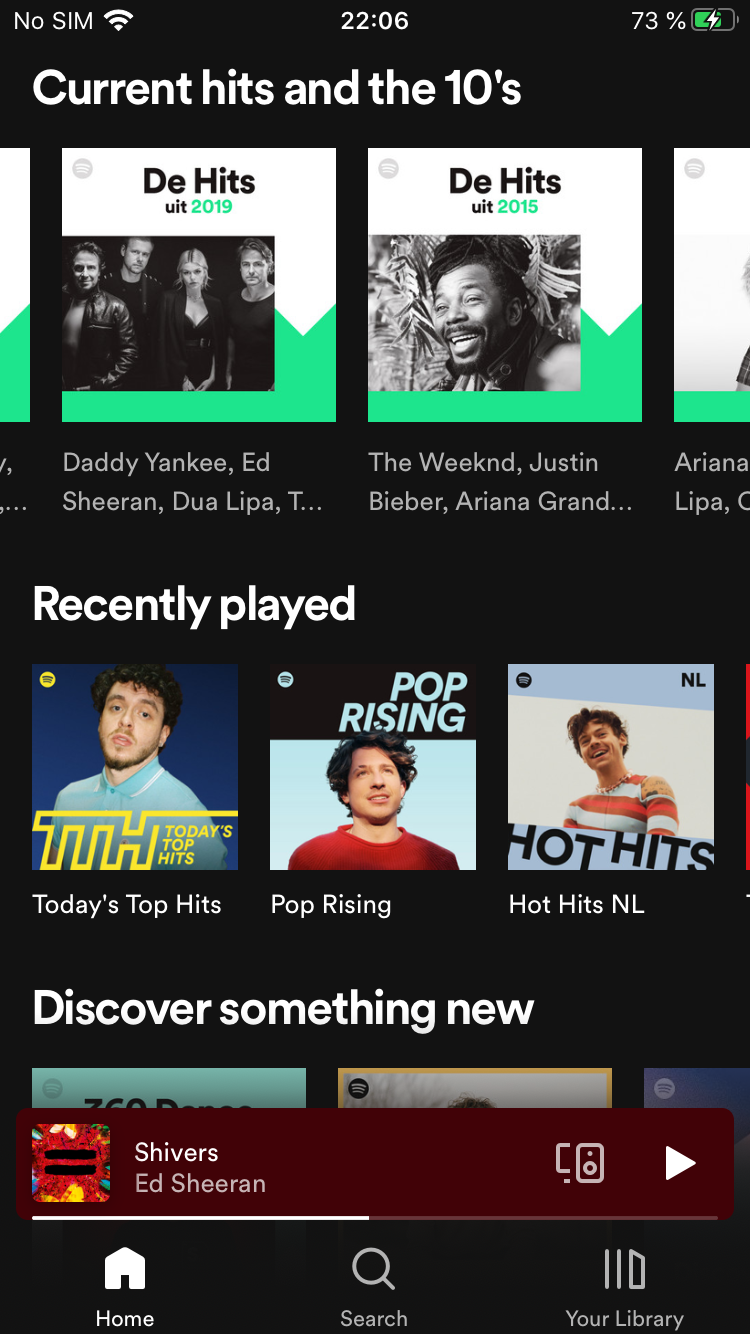 No SIM 22:06 73 %
Current hits and the 10's
De Hits
uit 2019
De Hits
uit 2015
Daddy Yankee, Ed
Sheeran, Dua Lipa, T...
The Weeknd, Justin
Bieber, Ariana Grand...
Ariana
Lipa,
Recently played
TTH TODAY'S
TOP
HITS
POP
RISING
NL
HOT HITS
Today's Top Hits
Pop Rising
Hot Hits NL
Discover something new
360 Dance
Shivers
Ed Sheeran
Home
Search
Your Library